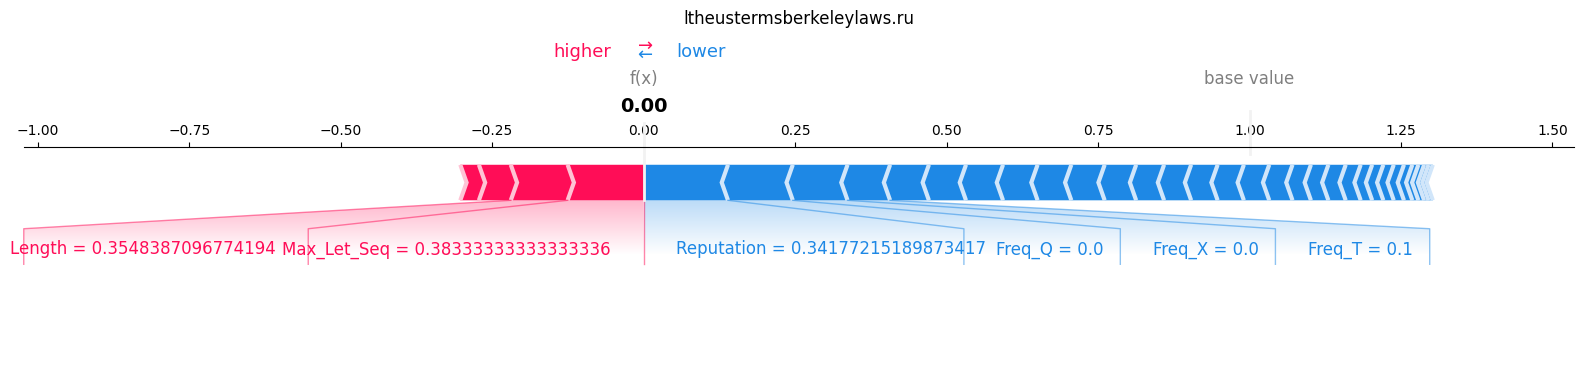 ltheustermsberkeleylaws.ru
higher ⇄ lower
f(x) base value
0.00
−1.00 −0.75 −0.50 −0.25 0.00 0.25 0.50 0.75 1.00 1.25 1.50
Length = 0.3548387096774194 Max_Let_Seq = 0.38333333333333336 Reputation = 0.34177215189873417 Freq_Q = 0.0 Freq_X = 0.0 Freq_T = 0.1